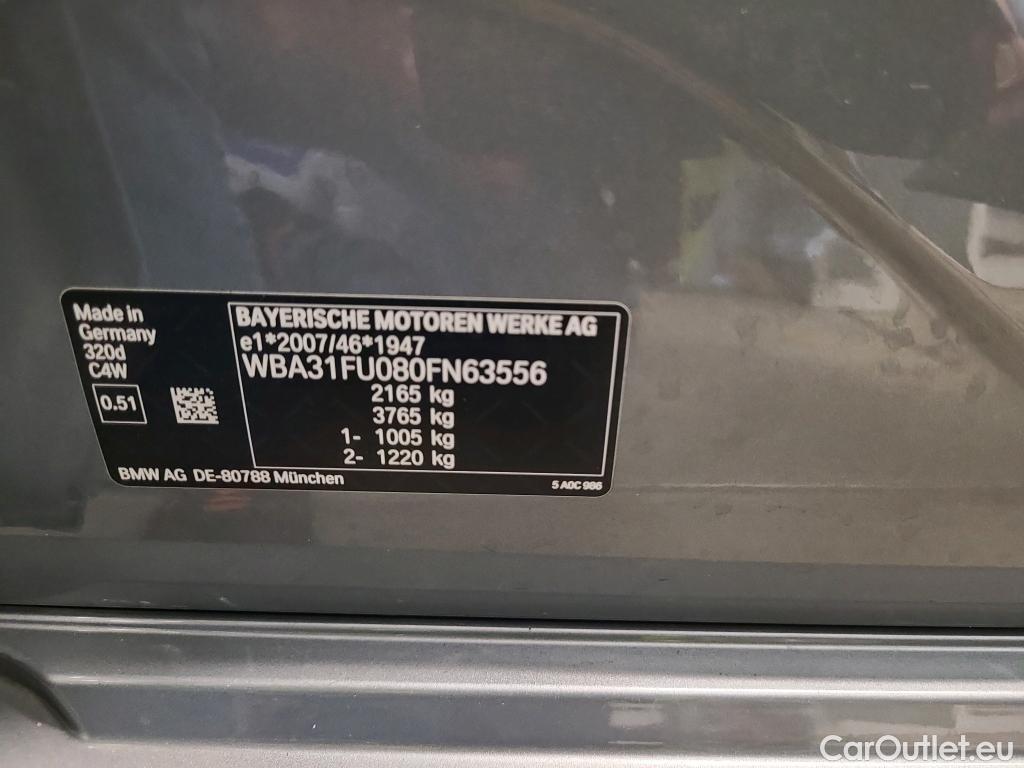 Made in
Germany
320d
C4W
0.51
BAYERISCHE MOTOREN WERKE AG
e1*2007/46*1947
WBA31FU080FN63556
2165 kg
3765 kg
1- 1005 kg
2- 1220 kg
BMW AG DE-80788 München
5 A0C 986
CarOutlet.eu